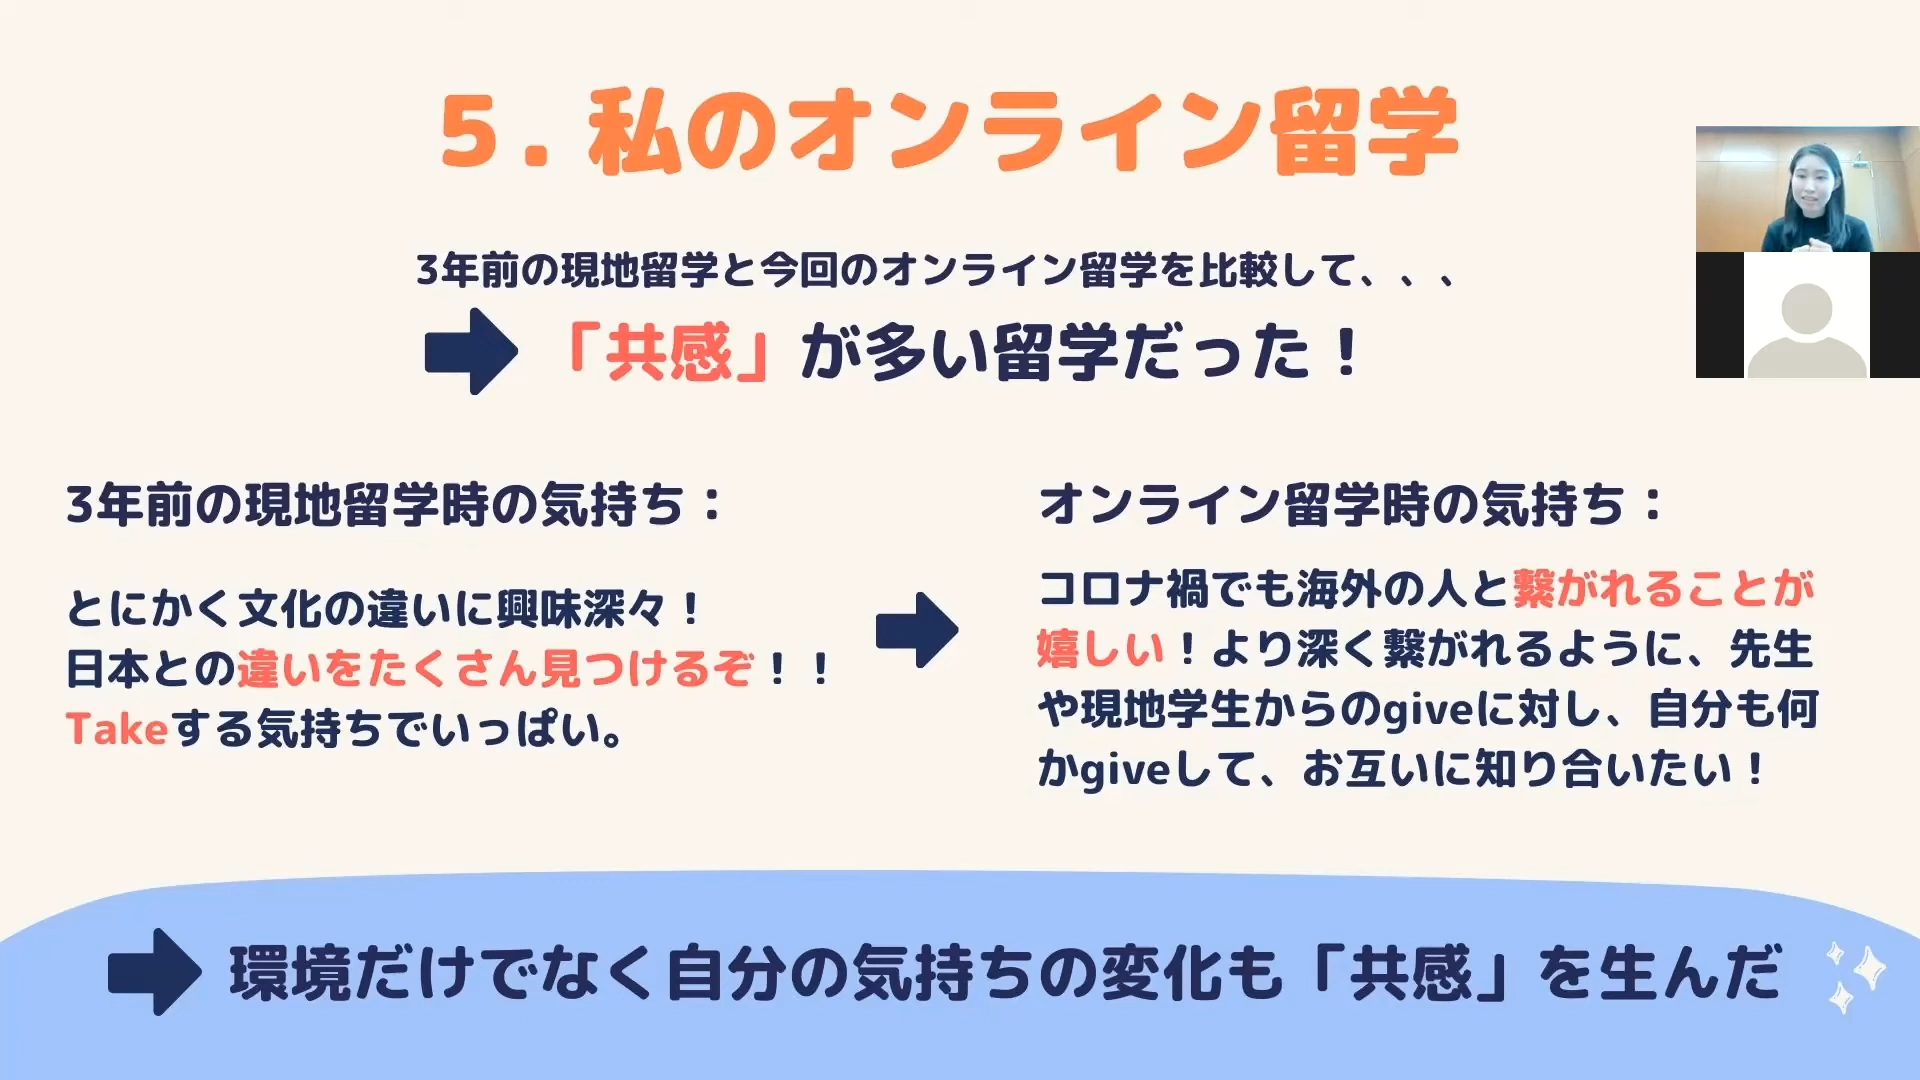 5. 私のオンライン留学
3年前の現地留学と今回のオンライン留学を比較して、、、
「共感」が多い留学だった！
3年前の現地留学時の気持ち：
とにかく文化の違いに興味深々！
日本との違いをたくさん見つけるぞ！！
Takeする気持ちでいっぱい。
オンライン留学時の気持ち：
コロナ禍でも海外の人と繋がれることが
嬉しい！より深く繋がれるように、先生
や現地学生からのgiveに対し、自分も何
かgiveして、お互いに知り合いたい！
環境だけでなく自分の気持ちの変化も「共感」を生んだ